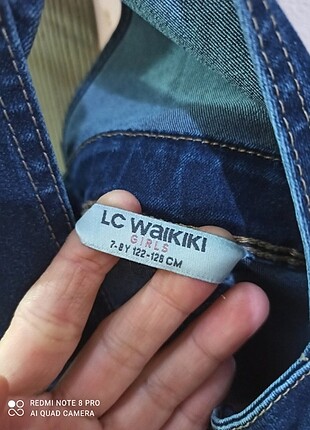 LC WAIKIKI
GIRLS
7-8Y 122-128 CM
REDMI NOTE 8 PRO
AI QUAD CAMERA